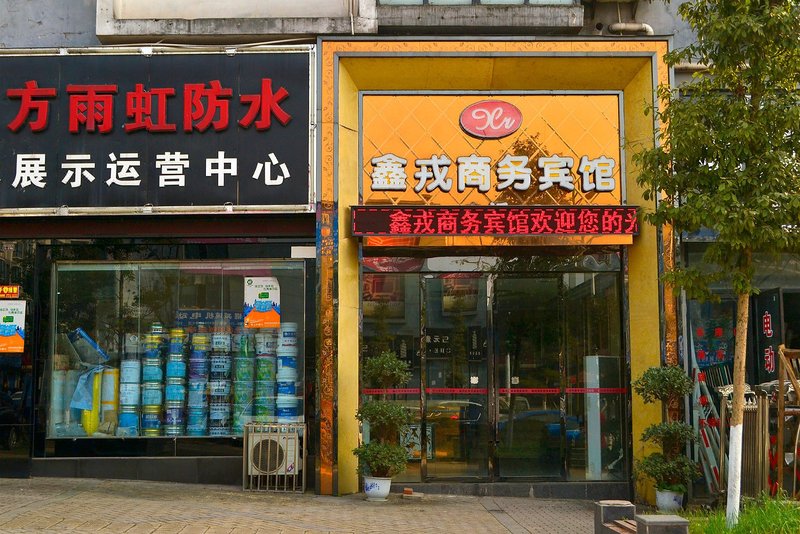 方雨虹防水
展示运营中心
Xr
鑫戎商务宾馆
鑫戎商务宾馆欢迎您的光